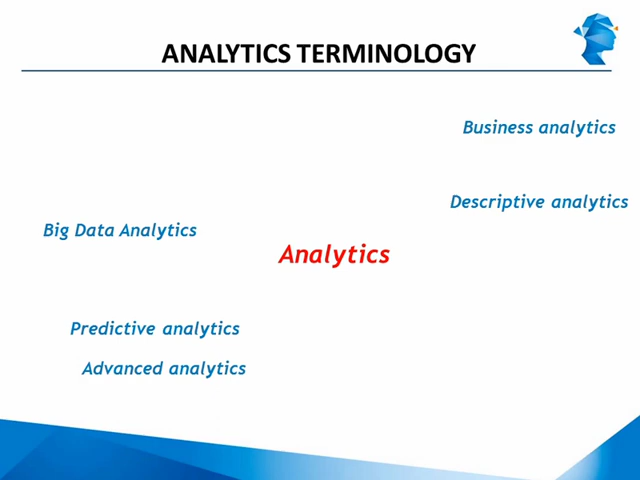 ANALYTICS TERMINOLOGY
Business analytics
Descriptive analytics
Big Data Analytics
Analytics
Predictive analytics
Advanced analytics